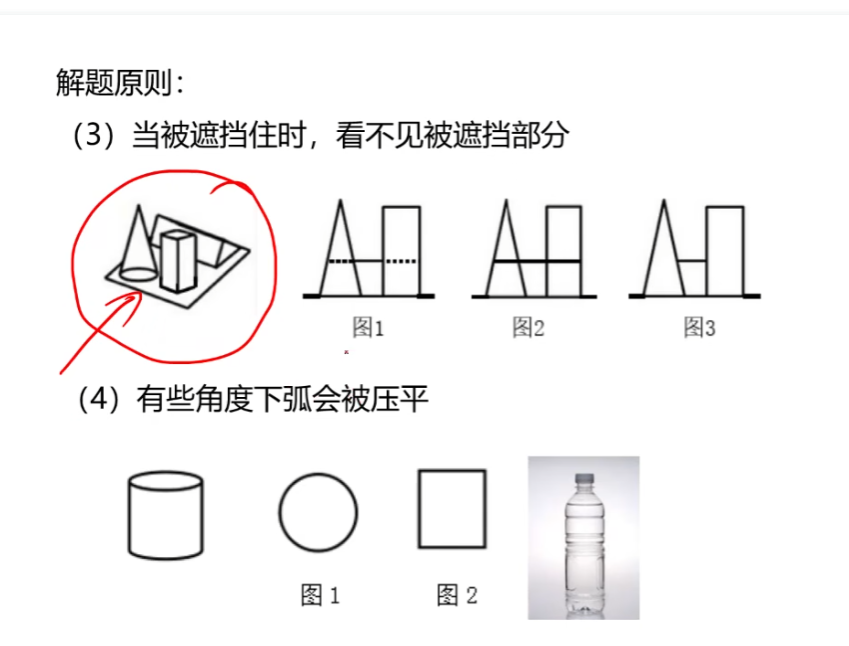 解题原则：
（3）当被遮挡住时，看不见被遮挡部分
图1 图2 图3
（4）有些角度下弧会被压平
图 1 图 2